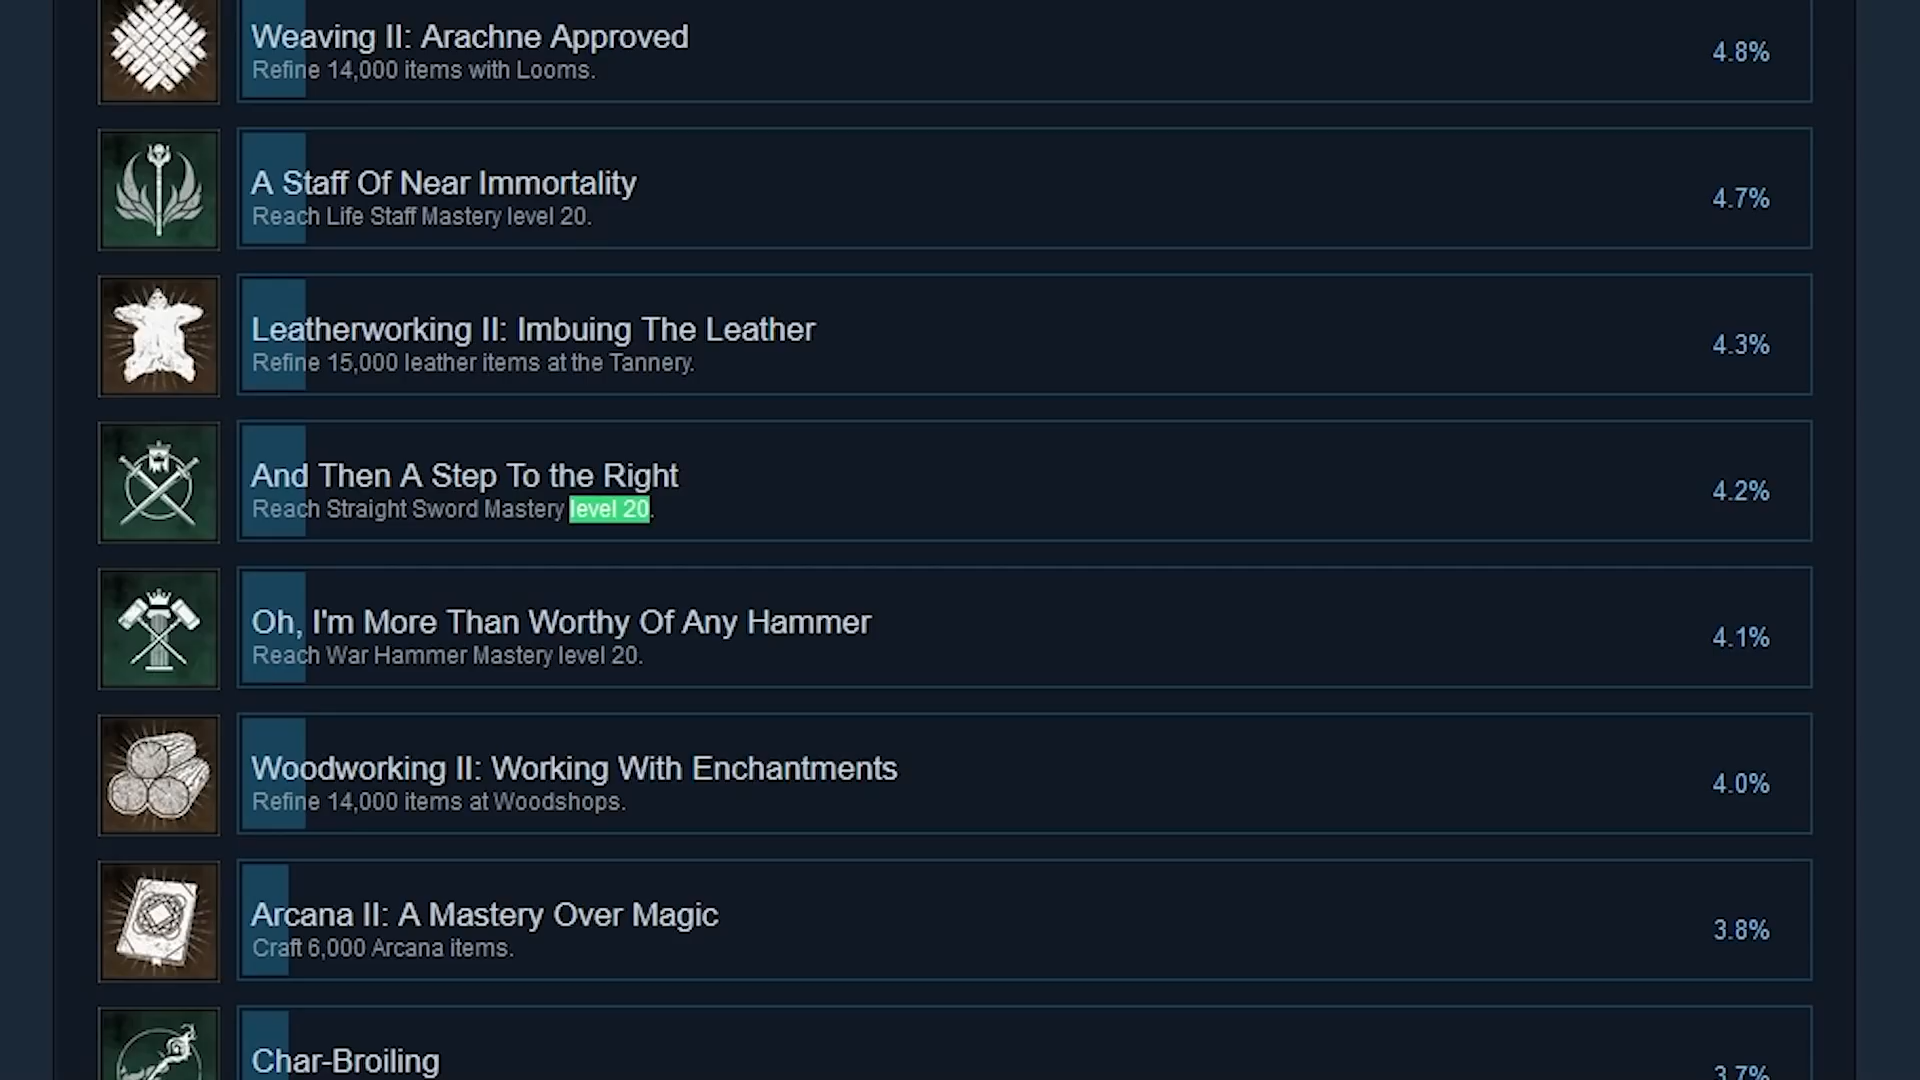 Weaving II: Arachne Approved
Refine 14,000 items with Looms.
4.8%
A Staff Of Near Immortality
Reach Life Staff Mastery level 20.
4.7%
Leatherworking II: Imbuing The Leather
Refine 15,000 leather items at the Tannery.
4.3%
And Then A Step To the Right
Reach Straight Sword Mastery level 20.
4.2%
Oh, I'm More Than Worthy Of Any Hammer
Reach War Hammer Mastery level 20.
4.1%
Woodworking II: Working With Enchantments
Refine 14,000 items at Woodshops.
4.0%
Arcana II: A Mastery Over Magic
Craft 6,000 Arcana items.
3.8%
Char-Broiling
3.7%